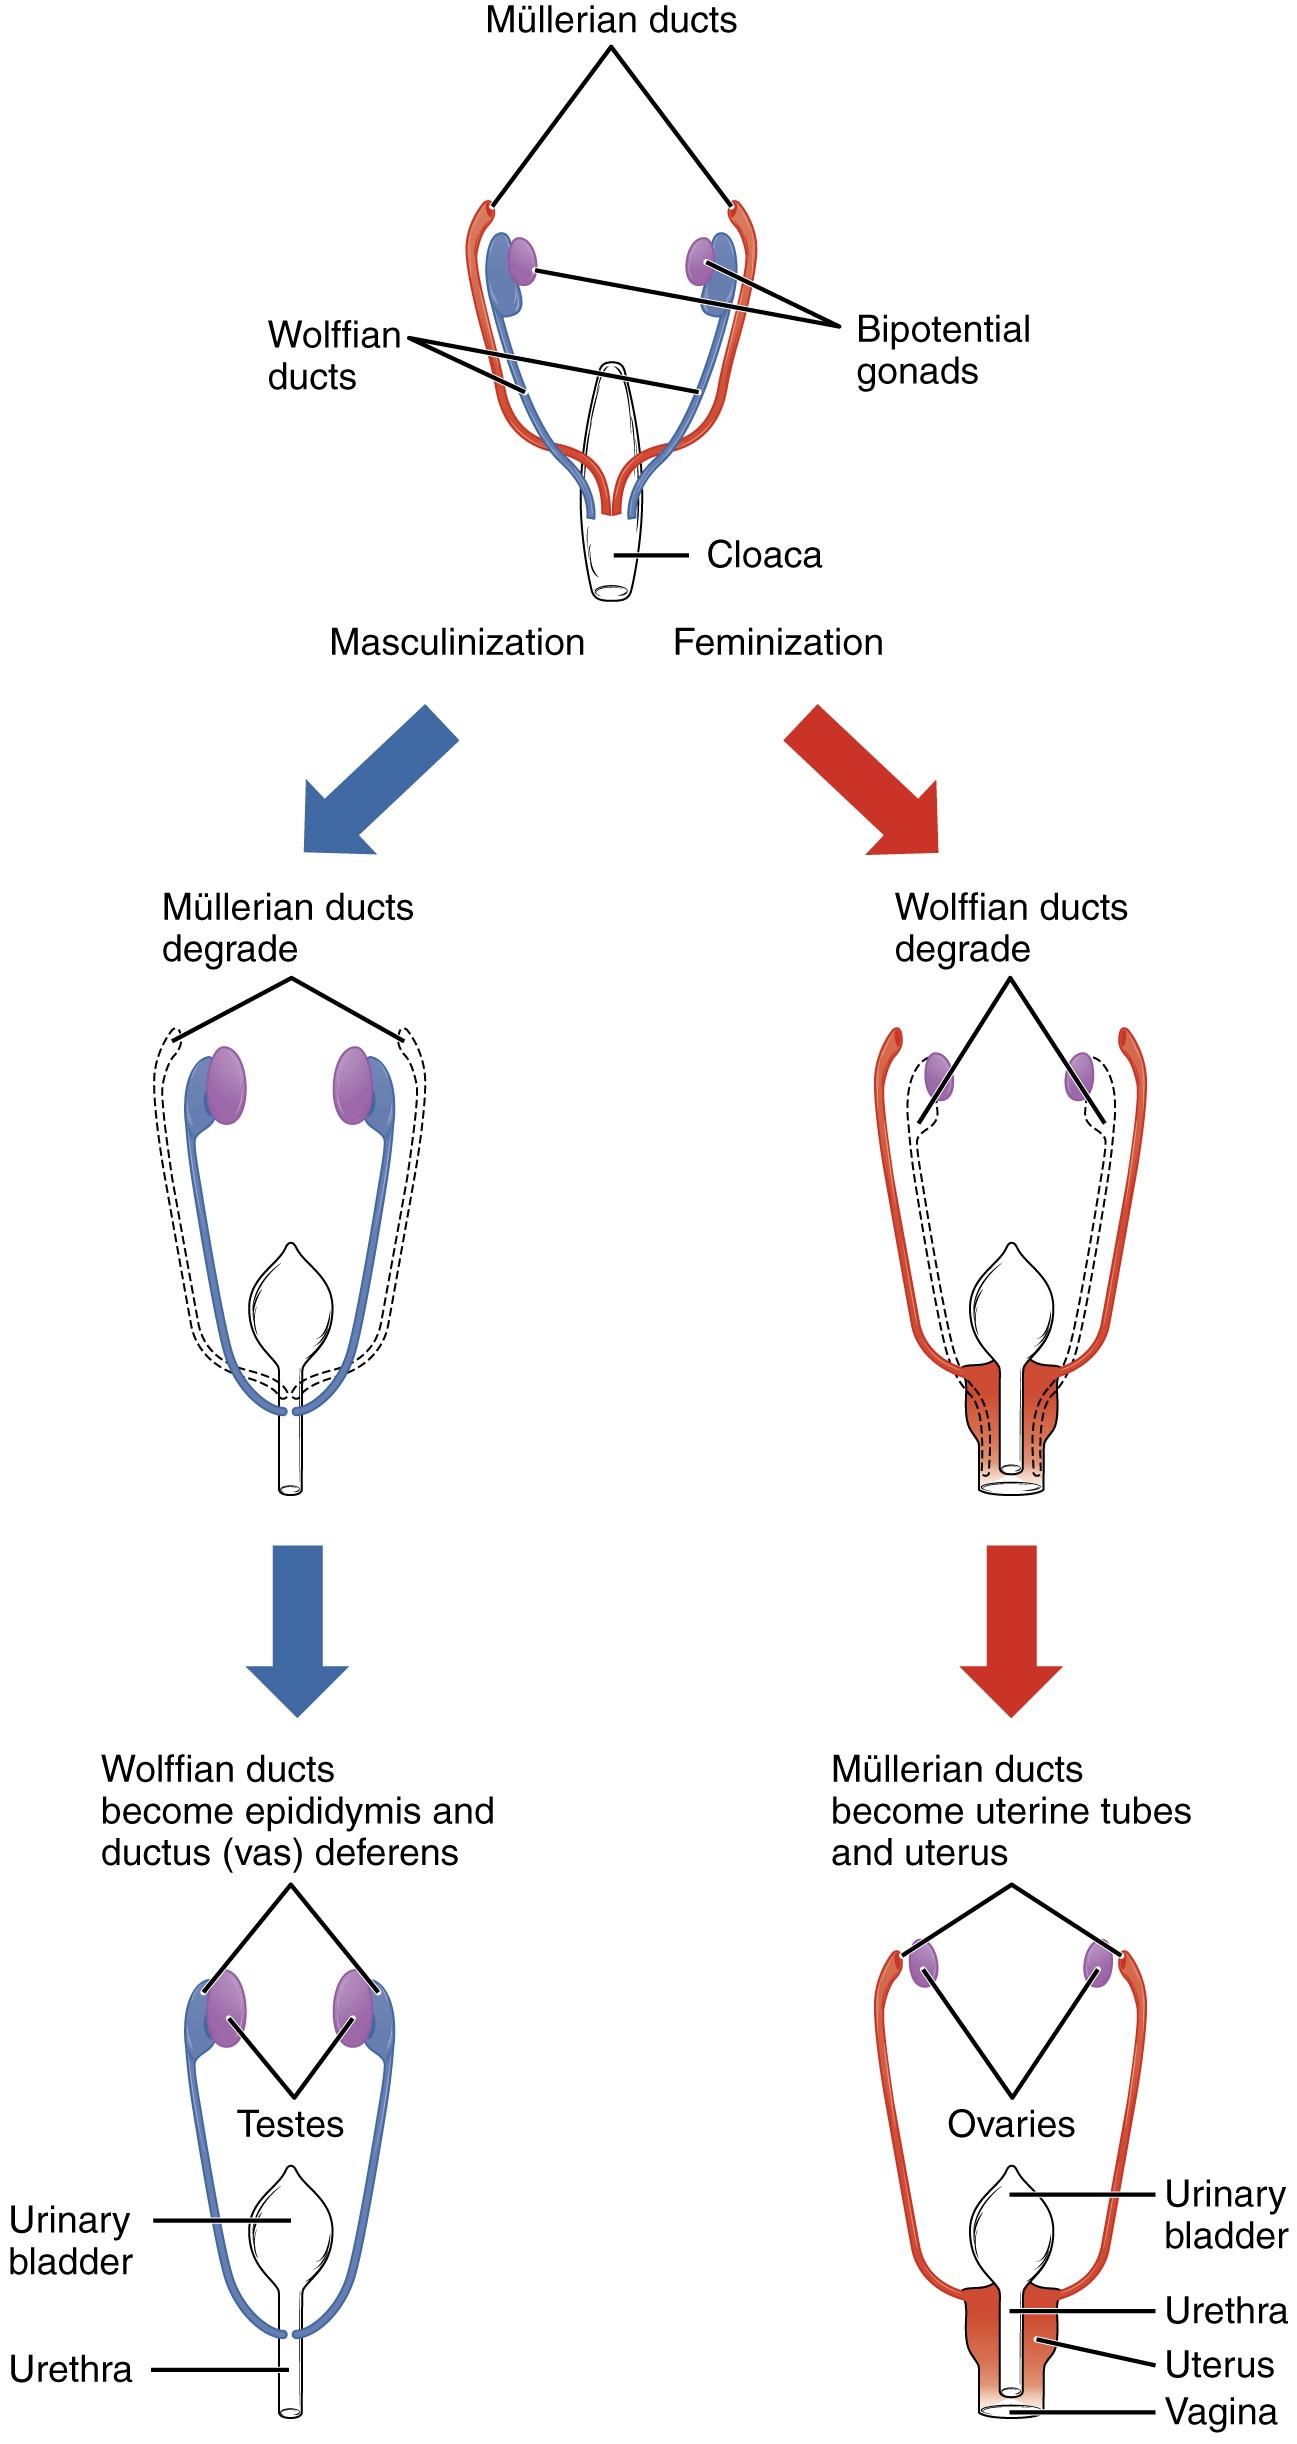 Müllerian ducts
Wolffian
ducts
Bipotential
gonads
Cloaca
Masculinization
Feminization
Müllerian ducts
degrade
Wolffian ducts
degrade
Wolffian ducts
become epididymis and
ductus (vas) deferens
Müllerian ducts
become uterine tubes
and uterus
Testes
Ovaries
Urinary
bladder
Urethra
Urinary
bladder
Urethra
Uterus
Vagina